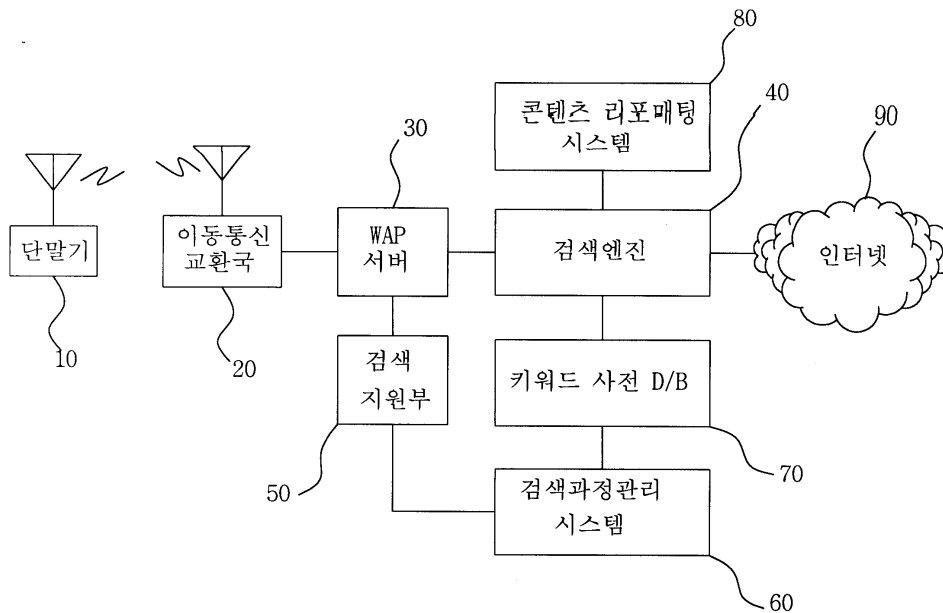 80
콘텐츠 리포매팅
시스템
40
90
30
단말기
이동통신
교환국
WAP
서버
검색엔진
인터넷
10
20
검색
지원부
키워드 사전 D/B
50
70
검색과정관리
시스템
60